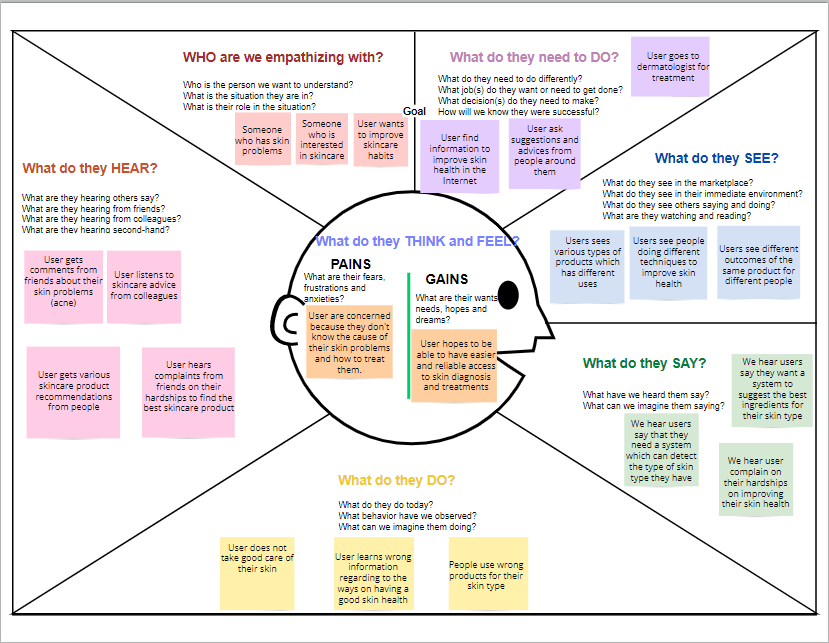 WHO are we empathizing with?
Who is the person we want to understand?
What is the situation they are in?
What is their role in the situation?
Someone
who has skin
problems
Someone
who is
interested
in skincare
User wants
to improve
skincare
habits
Goal
What do they need to DO?
What do they need to do differently?
What job(s) do they want or need to get done?
What decision(s) do they need to make?
How will we know they were successful?
User goes to
dermatologist for
treatment
User find
information to
improve skin
health in the
Internet
User ask
suggestions and
advices from
people around
them
What do they SEE?
What do they see in the marketplace?
What do they see in their immediate environment?
What do they see others saying and doing?
What are they watching and reading?
Users sees
various types of
products which
has different
uses
Users see people
doing different
techniques to
improve skin
health
Users see different
outcomes of the
same product for
different people
What do they SAY?
What have we heard them say?
What can we imagine them saying?
We hear users
say they want a
system to
suggest the best
ingredients for
their skin type
We hear users
say that they
need a system
which can detect
the type of skin
type they have
We hear user
complain on
their hardships
on improving
their skin health
What do they DO?
What do they do today?
What behavior have we observed?
What can we imagine them doing?
User does not
take good care of
their skin
User learns wrong
information
regarding to the
ways on having a
good skin health
People use wrong
products for their
skin type
What do they HEAR?
What are they hearing others say?
What are they hearing from friends?
What are they hearing from colleagues?
What are they hearing second-hand?
User gets
comments from
friends about their
skin problems
(acne)
User listens to
skincare advice
from colleagues
User gets various
skincare product
recommendations
from people
User hears
complaints from
friends on their
hardships to find the
best skincare product
What do they THINK and FEEL?
PAINS
What are their fears,
frustrations and
anxieties?
User are concerned
because they don't
know the cause of
their skin problems
and how to treat
them.
GAINS
What are their wants
needs, hopes and
dreams?
User hopes to be
able to have easier
and reliable access
to skin diagnosis
and treatments